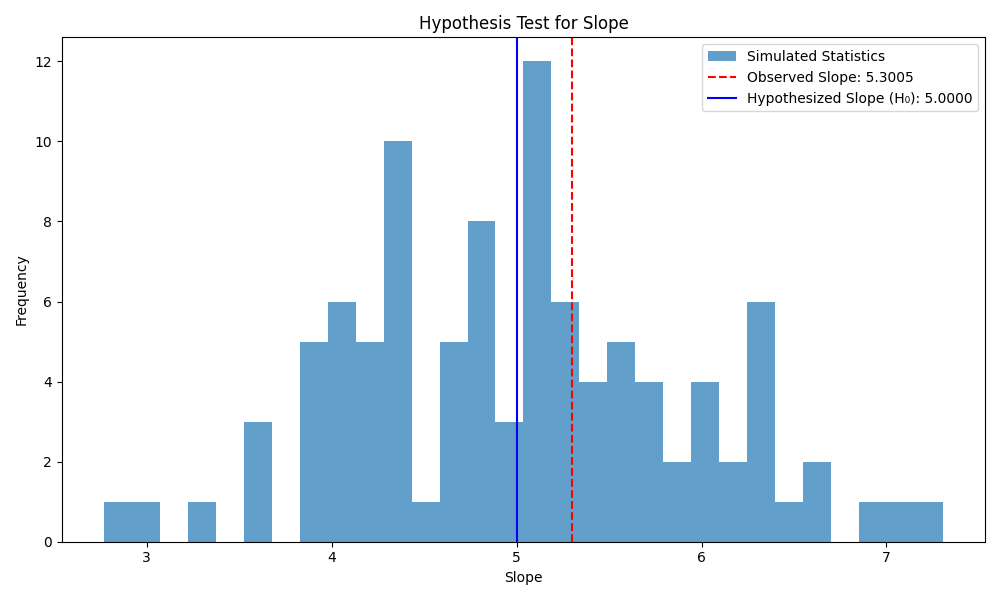 Hypothesis Test for Slope
Simulated Statistics
Observed Slope: 5.3005
Hypothesized Slope (H₀): 5.0000
Frequency
12
10
8
6
4
2
0
3
4
5
6
7
Slope